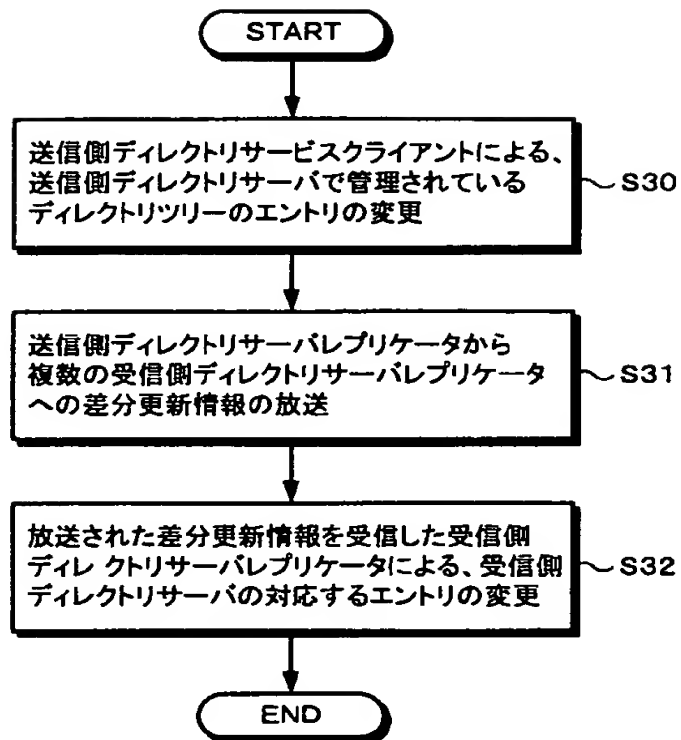 START
送信側ディレクトリサービスクライアントによる、
送信側ディレクトリサーバで管理されている
ディレクトリツリーのエントリの変更
S30
送信側ディレクトリサーバレプリケータから
複数の受信側ディレクトリサーバレプリケータ
への差分更新情報の放送
S31
放送された差分更新情報を受信した受信側
ディレ クトリサーバレプリケータによる、受信側
ディレクトリサーバの対応するエントリの変更
S32
END